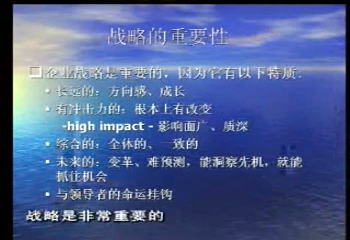 战略的重要性
企业战略是重要的，因为它有以下特质：
• 长远的：方向感、成长
• 有冲击力的：根本上有改变
-high impact - 影响面广、质深
• 综合的：全体的、一致的
• 未来的：变革、难预测，能洞察先机，就能
抓住机会
• 与领导者的命运挂钩
战略是非常重要的